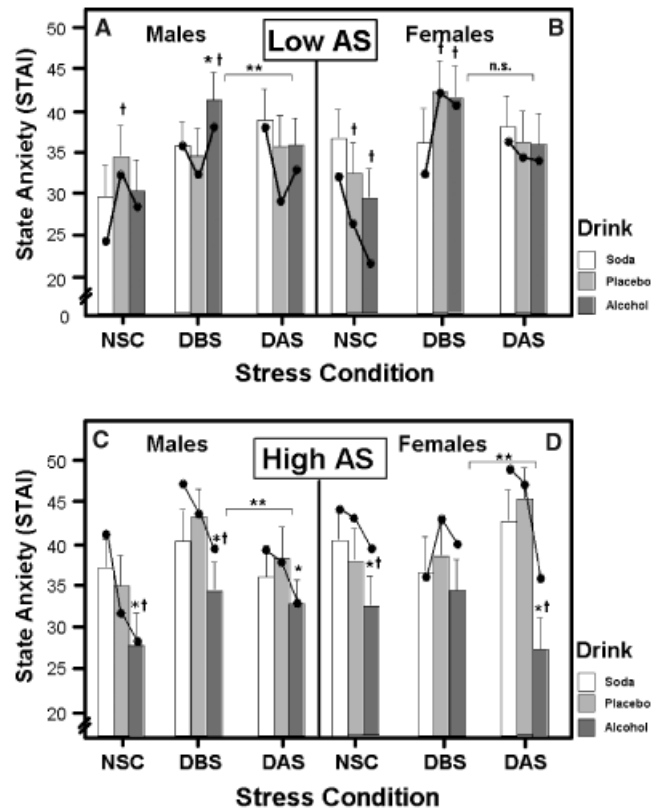 A Males Low AS Females B
State Anxiety (STAI)
50
45
40
35
30
25
20
0
†
*†
**
†
†
†
†
n.s.
Drink
Soda
Placebo
Alcohol
NSC DBS DAS NSC DBS DAS
Stress Condition
C Males High AS Females D
State Anxiety (STAI)
50
45
40
35
30
25
20
*†
*†
**
*
*†
**
*†
Drink
Soda
Placebo
Alcohol
NSC DBS DAS NSC DBS DAS
Stress Condition